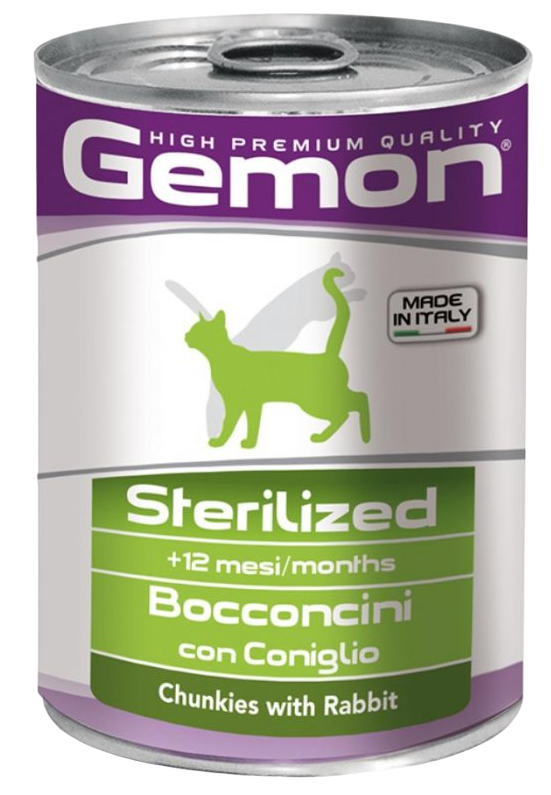 HIGH PREMIUM QUALITY
Gemon®
MADE
IN ITALY
Sterilized
+12 mesi/months
Bocconcini
con Coniglio
Chunkies with Rabbit